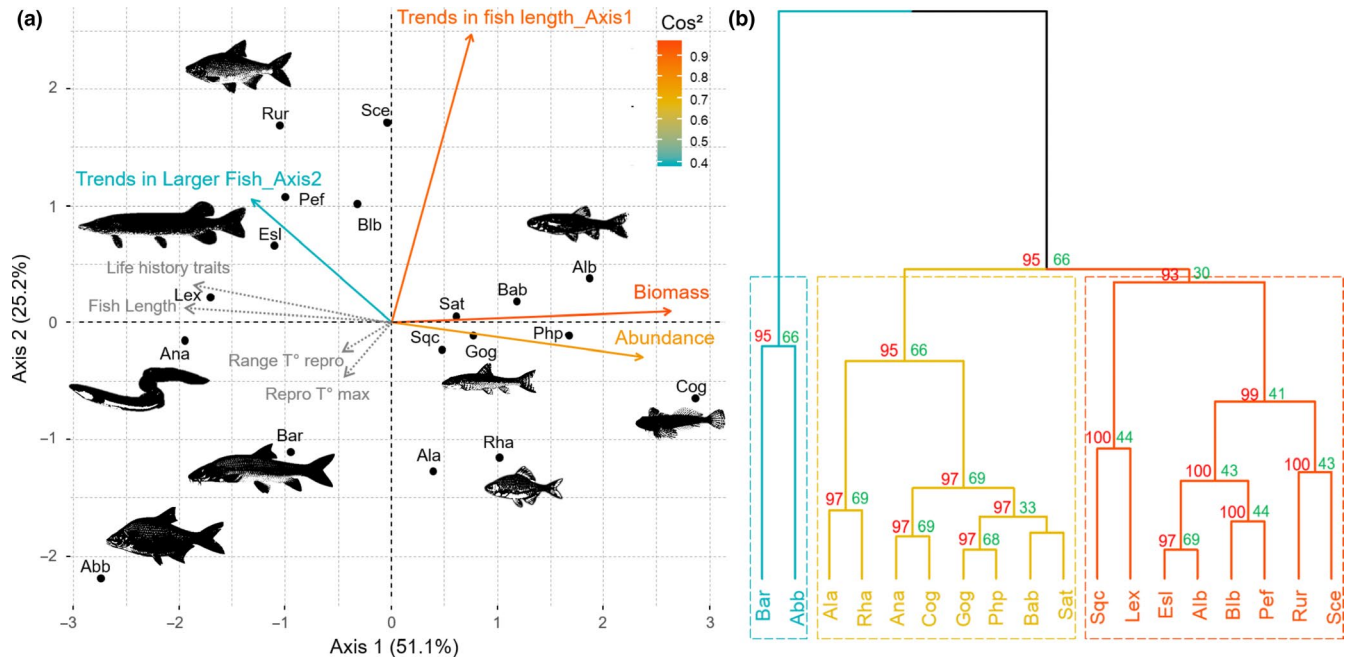 (a)
Trends in fish length_Axis1
Cos²
0.9
0.8
0.7
0.6
0.5
0.4
Rur
Sce
Trends in Larger Fish_Axis2
Pef
Blb
Esl
Life history traits
Lex
Fish Length
Alb
Bab
Biomass
Sat
Php
Abundance
Sqc
Gog
Ana
Range T° repro
Repro T° max
Cog
Bar
Ala
Rha
Abb
2
1
0
−1
−2
Axis 2 (25.2%)
−3
−2
−1
0
1
2
3
Axis 1 (51.1%)
(b)
95 66
93 30
95 66
95 66
99 41
100 44
100 43
100 43
97 69
97 69
97 33
100 44
97 69
97 68
97 69
Bar
Abb
Ala
Rha
Ana
Cog
Gog
Php
Bab
Sat
Sqc
Lex
Esl
Alb
Blb
Pef
Rur
Sce